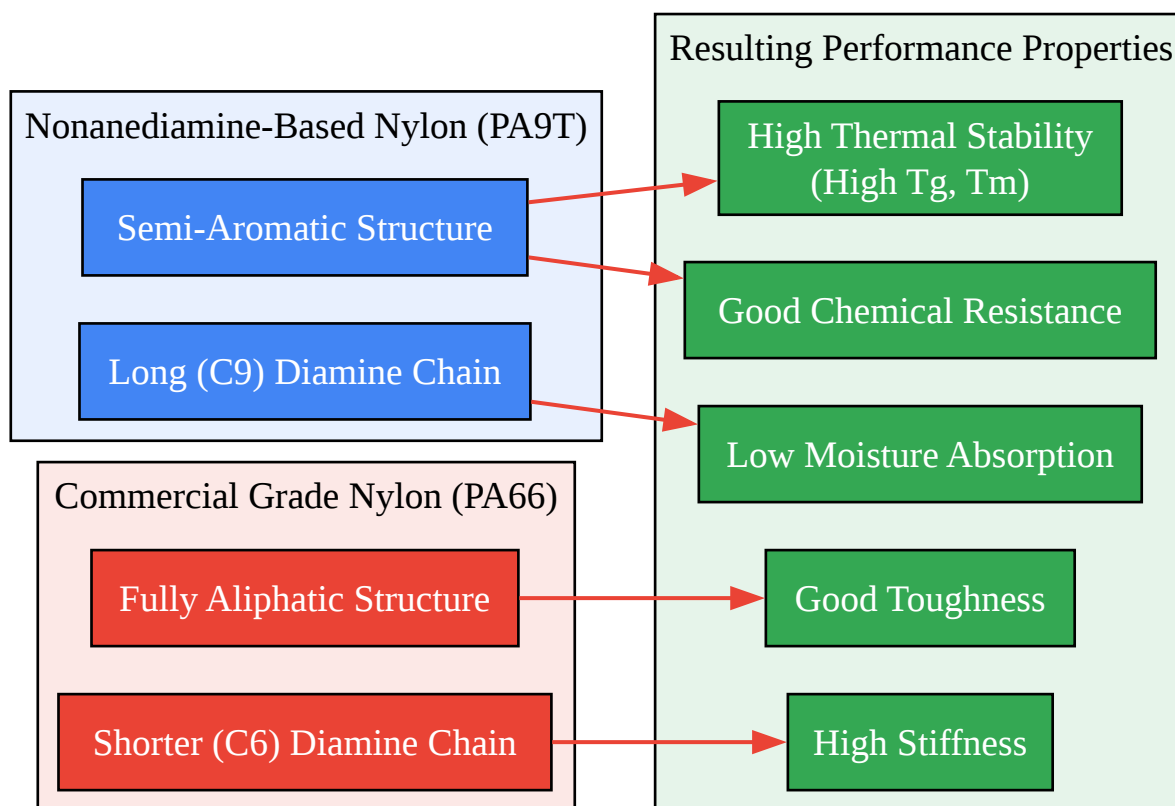 Resulting Performance Properties
Nonanediamine-Based Nylon (PA9T)
High Thermal Stability
(High Tg, Tm)
Semi-Aromatic Structure
Good Chemical Resistance
Long (C9) Diamine Chain
Low Moisture Absorption
Commercial Grade Nylon (PA66)
Fully Aliphatic Structure
Good Toughness
Shorter (C6) Diamine Chain
High Stiffness